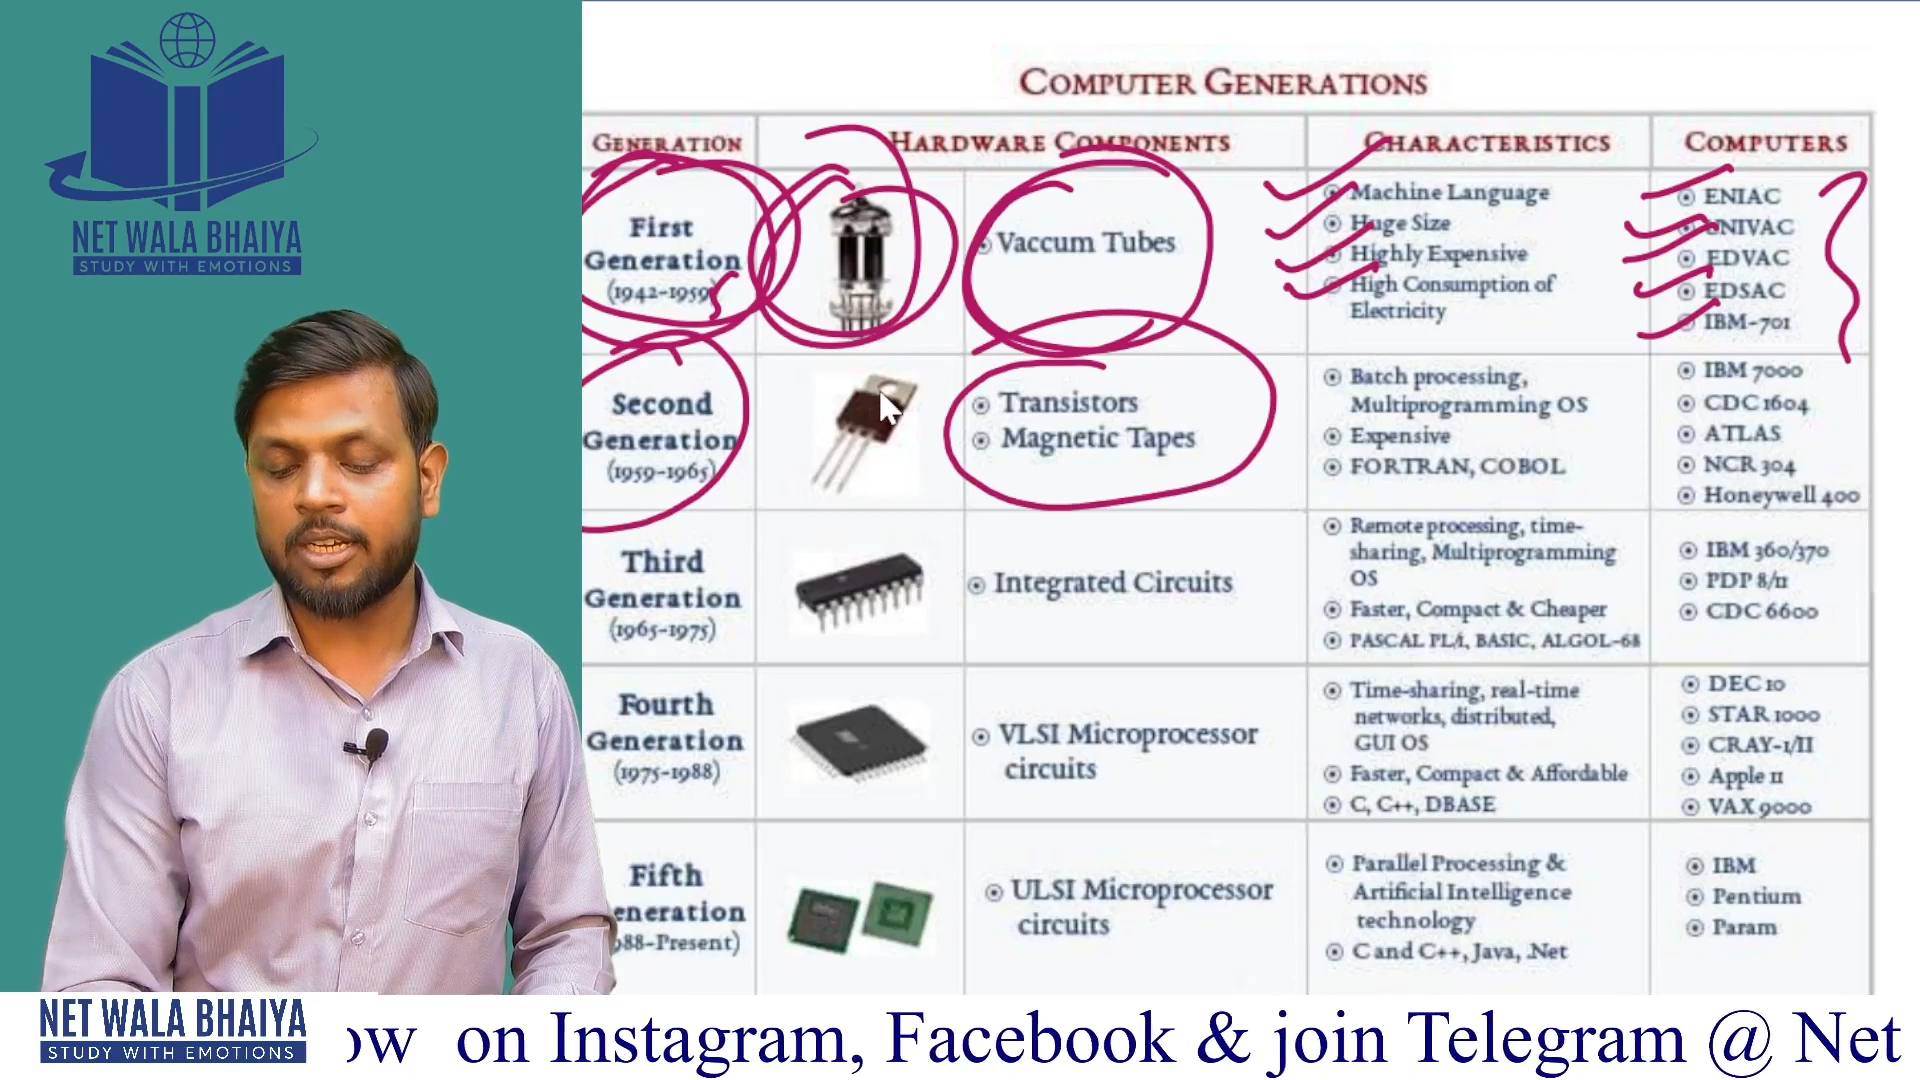 NET WALA BHAIYA
STUDY WITH EMOTIONS
COMPUTER GENERATIONS
GENERATION
HARDWARE COMPONENTS
CHARACTERISTICS
COMPUTERS
First
Generation
(1942-1959)
Vaccum Tubes
Machine Language
Huge Size
Highly Expensive
High Consumption of
Electricity
ENIAC
UNIVAC
EDVAC
EDSAC
IBM-701
Second
Generation
(1959-1965)
Transistors
Magnetic Tapes
Batch processing,
Multiprogramming OS
Expensive
FORTRAN, COBOL
IBM 7000
CDC 1604
ATLAS
NCR 304
Honeywell 400
Third
Generation
(1965-1975)
Integrated Circuits
Remote processing, time-
sharing, Multiprogramming
OS
Faster, Compact & Cheaper
PASCAL PL/1, BASIC, ALGOL-68
IBM 360/370
PDP 8/11
CDC 6600
Fourth
Generation
(1975-1988)
VLSI Microprocessor
circuits
Time-sharing, real-time
networks, distributed,
GUI OS
Faster, Compact & Affordable
C, C++, DBASE
DEC 10
STAR 1000
CRAY-1/II
Apple 11
VAX 9000
Fifth
eneration
988-Present)
ULSI Microprocessor
circuits
Parallel Processing &
Artificial Intelligence
technology
C and C++, Java, .Net
IBM
Pentium
Param
NET WALA BHAIYA
STUDY WITH EMOTIONS
ow on Instagram, Facebook & join Telegram @ Net